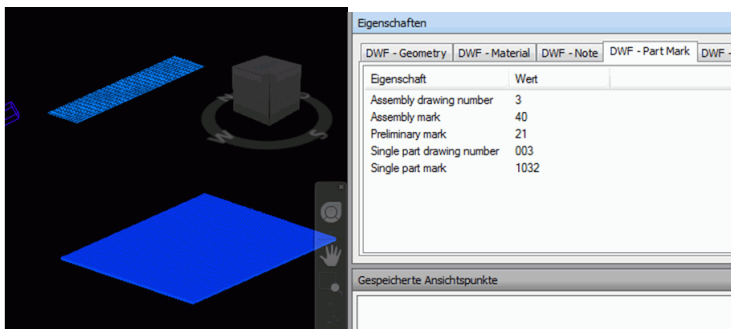 Eigenschaften
DWF - Geometry DWF - Material DWF - Note DWF - Part Mark DWF -
Eigenschaft Wert
Assembly drawing number 3
Assembly mark 40
Preliminary mark 21
Single part drawing number 003
Single part mark 1032
W S
Gespeicherte Ansichtspunkte